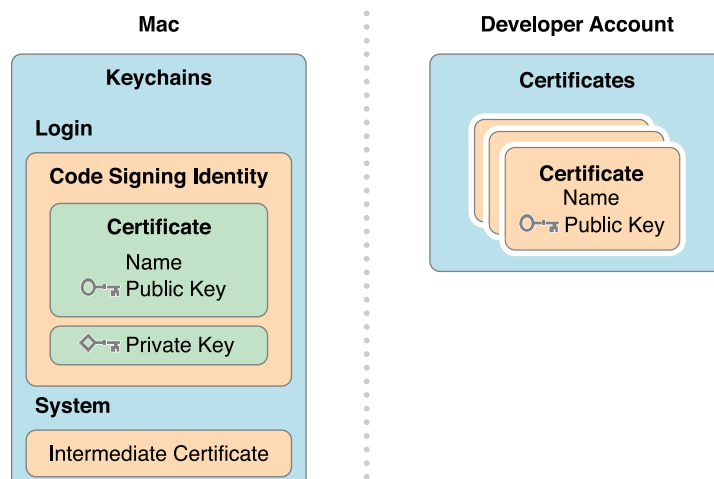 Mac
Keychains
Login
Code Signing Identity
Certificate
Name
Public Key
Private Key
System
Intermediate Certificate
Developer Account
Certificates
Certificate
Name
Public Key